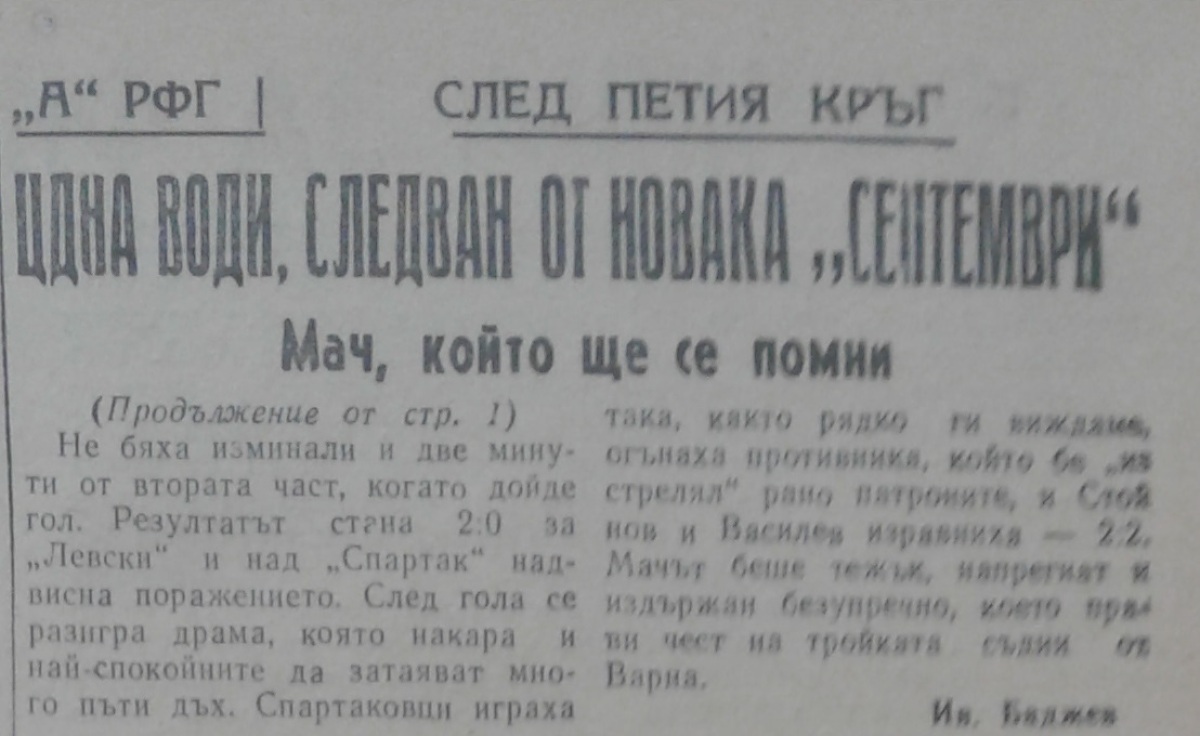 „А“ РФГ
СЛЕД ПЕТИЯ КРЪГ
ЦДНА ВОДИ, СЛЕДВАН ОТ НОВАКА „СЕПТЕМВРИ“
Мач, който ще се помни
(Продължение от стр. 1)
Не бяха изминали и две мину-
ти от втората част, когато дойде
гол. Резултатът стана 2:0 за
„Левски“ и над „Спартак“ над-
висна поражението. След гола се
разигра драма, която накара и
най-спокойните да затаяват мно-
го пъти дъх. Спартаковци играха
така, както рядко ги виждаме,
огънаха противника, който бе „из
стрелял“ рано патроните, и Стоя
нов и Василев изравниха — 2:2.
Мачът беше тежък, напрегнат и
издържан безупречно, което пра-
ви чест на тройката съдии от
Варна.
Ив.